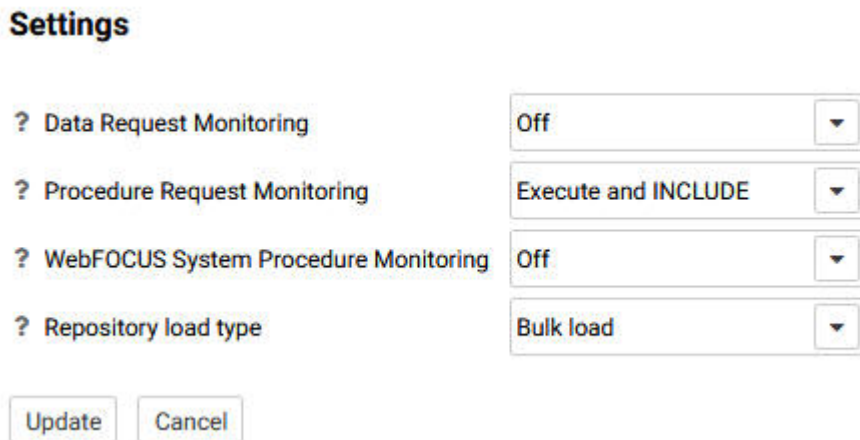 Settings
? Data Request Monitoring Off
? Procedure Request Monitoring Execute and INCLUDE
? WebFOCUS System Procedure Monitoring Off
? Repository load type Bulk load
Update Cancel